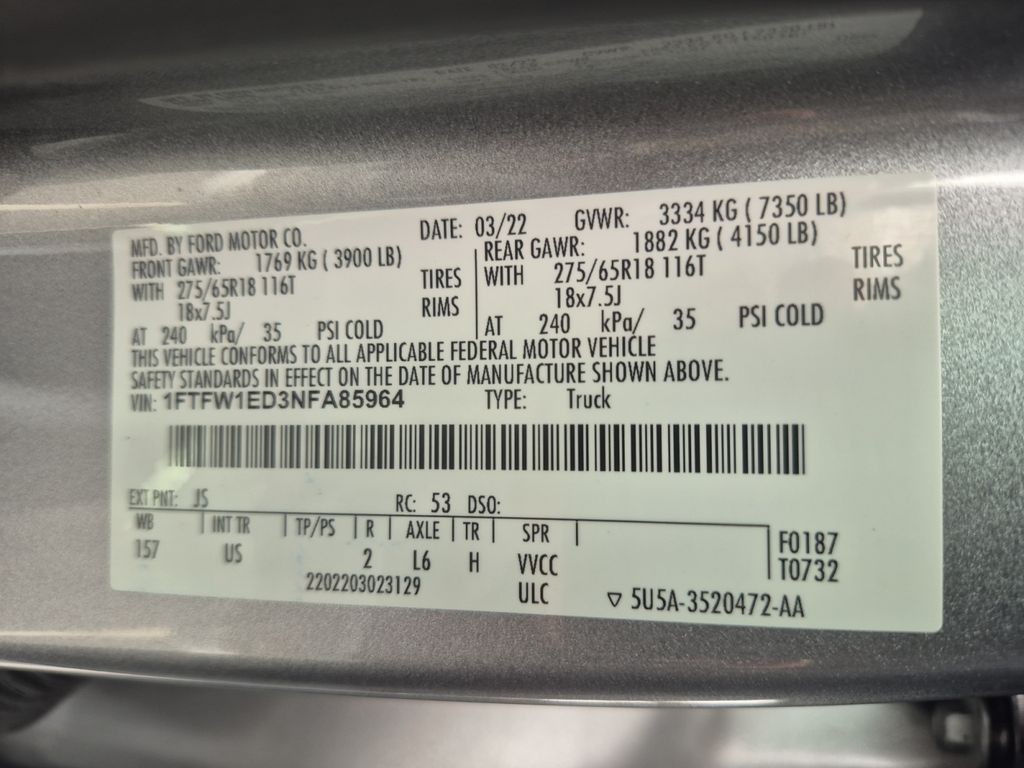 MFD. BY FORD MOTOR CO. DATE: 03/22 GVWR: 3334 KG ( 7350 LB)
FRONT GAWR: 1769 KG ( 3900 LB) REAR GAWR: 1882 KG ( 4150 LB)
WITH 275/65R18 116T TIRES WITH 275/65R18 116T TIRES
18x7.5J RIMS 18x7.5J RIMS
AT 240 kPa/ 35 PSI COLD AT 240 kPa/ 35 PSI COLD
THIS VEHICLE CONFORMS TO ALL APPLICABLE FEDERAL MOTOR VEHICLE
SAFETY STANDARDS IN EFFECT ON THE DATE OF MANUFACTURE SHOWN ABOVE.
VIN: 1FTFW1ED3NFA85964 TYPE: Truck
EXT PNT: JS RC: 53 DSO:
WB INT TR TP/PS R AXLE TR SPR F0187
157 US 2 L6 H VVCC T0732
2202203023129 ULC ▽ 5U5A-3520472-AA